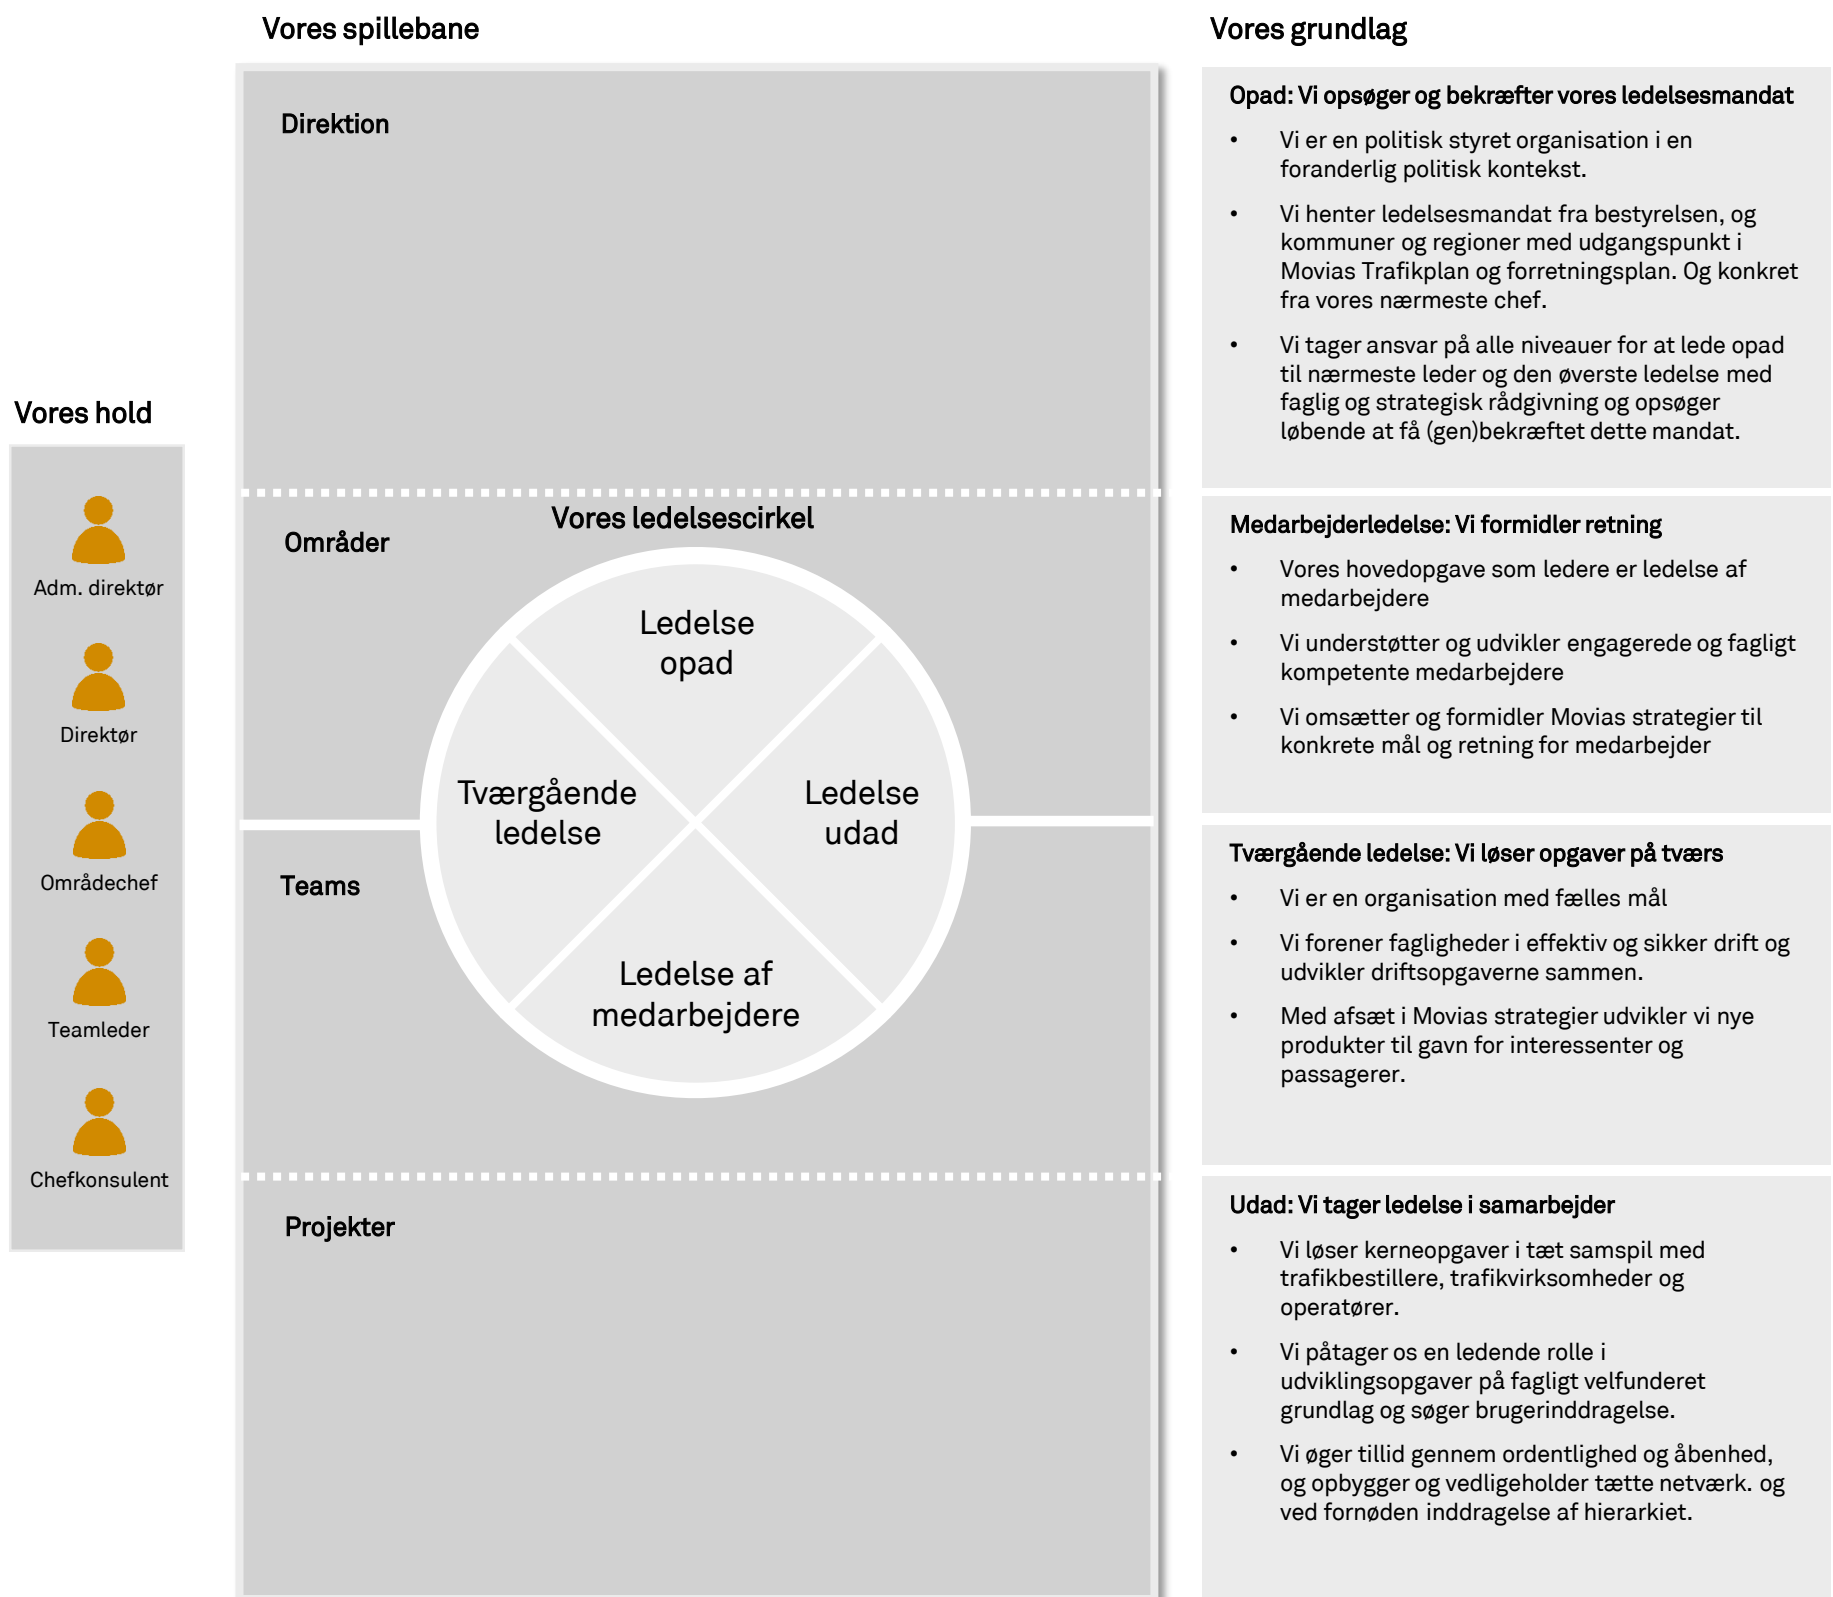 Vores hold
Adm. direktør
Direktør
Områdechef
Teamleder
Chefkonsulent
Vores spillebane
Direktion
Områder
Vores ledelsescirkel
Ledelse
opad
Tværgående
ledelse
Ledelse
udad
Ledelse af
medarbejdere
Teams
Projekter
Vores grundlag
Opad: Vi opsøger og bekræfter vores ledelsesmandat
• Vi er en politisk styret organisation i en
foranderlig politisk kontekst.
• Vi henter ledelsesmandat fra bestyrelsen, og
kommuner og regioner med udgangspunkt i
Movias Trafikplan og forretningsplan. Og konkret
fra vores nærmeste chef.
• Vi tager ansvar på alle niveauer for at lede opad
til nærmeste leder og den øverste ledelse med
faglig og strategisk rådgivning og opsøger
løbende at få (gen)bekræftet dette mandat.
Medarbejderledelse: Vi formidler retning
• Vores hovedopgave som ledere er ledelse af
medarbejdere
• Vi understøtter og udvikler engagerede og fagligt
kompetente medarbejdere
• Vi omsætter og formidler Movias strategier til
konkrete mål og retning for medarbejder
Tværgående ledelse: Vi løser opgaver på tværs
• Vi er en organisation med fælles mål
• Vi forener fagligheder i effektiv og sikker drift og
udvikler driftsopgaverne sammen.
• Med afsæt i Movias strategier udvikler vi nye
produkter til gavn for interessenter og
passagerer.
Udad: Vi tager ledelse i samarbejder
• Vi løser kerneopgaver i tæt samspil med
trafikbestillere, trafikvirksomheder og
operatører.
• Vi påtager os en ledende rolle i
udviklingsopgaver på fagligt velfunderet
grundlag og søger brugerinddragelse.
• Vi øger tillid gennem ordentlighed og åbenhed,
og opbygger og vedligeholder tætte netværk. og
ved fornøden inddragelse af hierarkiet.